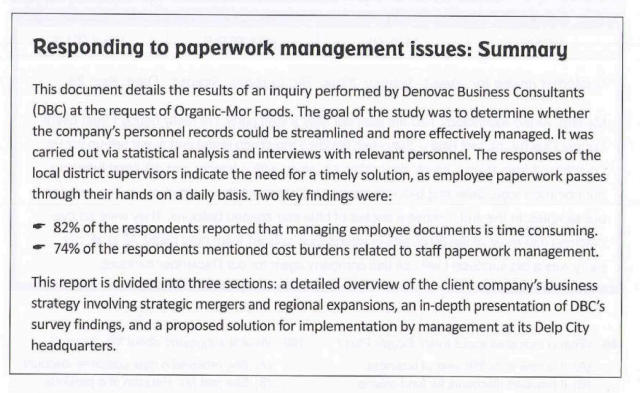 Responding to paperwork management issues: Summary
This document details the results of an inquiry performed by Denovac Business Consultants
(DBC) at the request of Organic-Mor Foods. The goal of the study was to determine whether
the company's personnel records could be streamlined and more effectively managed. It was
carried out via statistical analysis and interviews with relevant personnel. The responses of the
local district supervisors indicate the need for a timely solution, as employee paperwork passes
through their hands on a daily basis. Two key findings were:
☛ 82% of the respondents reported that managing employee documents is time consuming.
☛ 74% of the respondents mentioned cost burdens related to staff paperwork management.
This report is divided into three sections: a detailed overview of the client company's business
strategy involving strategic mergers and regional expansions, an in-depth presentation of DBC's
survey findings, and a proposed solution for implementation by management at its Delp City
headquarters.